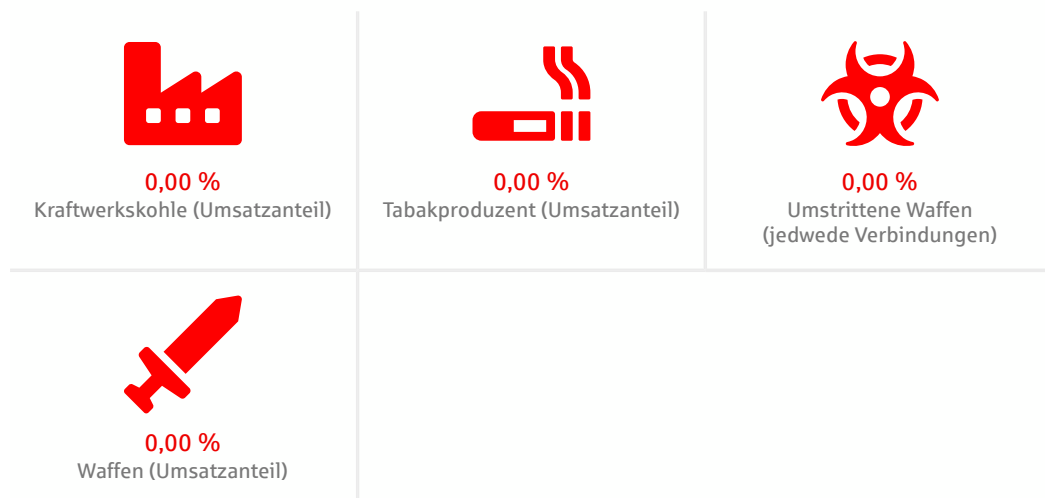 0,00 %
Kraftwerkskohle (Umsatzanteil)
0,00 %
Tabakproduzent (Umsatzanteil)
0,00 %
Umstrittene Waffen
(jedwede Verbindungen)
0,00 %
Waffen (Umsatzanteil)